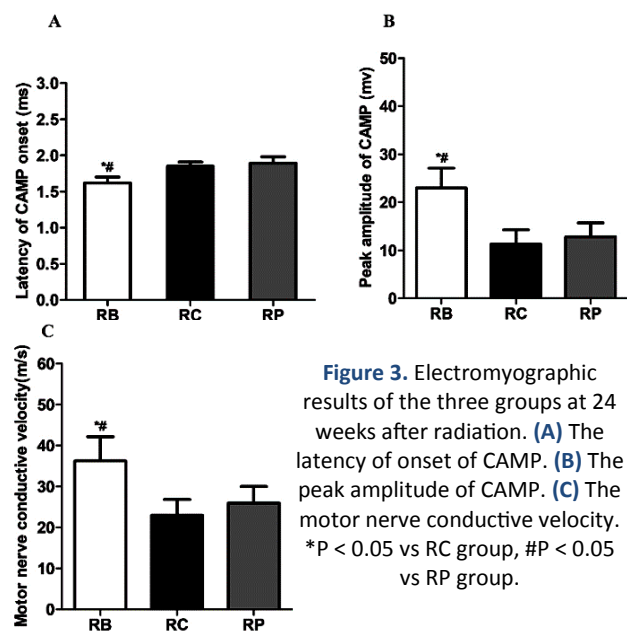 A
Latency of CAMP onset (ms)
3.0
2.5
2.0
1.5
1.0
0.5
0.0
*#
RB RC RP
B
Peak amplitude of CAMP (mv)
50
40
30
20
10
0
*#
RB RC RP
C
Motor nerve conductive velocity(m/s)
60
50
40
30
20
10
0
*#
RB RC RP
Figure 3. Electromyographic
results of the three groups at 24
weeks after radiation. (A) The
latency of onset of CAMP. (B) The
peak amplitude of CAMP. (C) The
motor nerve conductive velocity.
*P < 0.05 vs RC group, #P < 0.05
vs RP group.